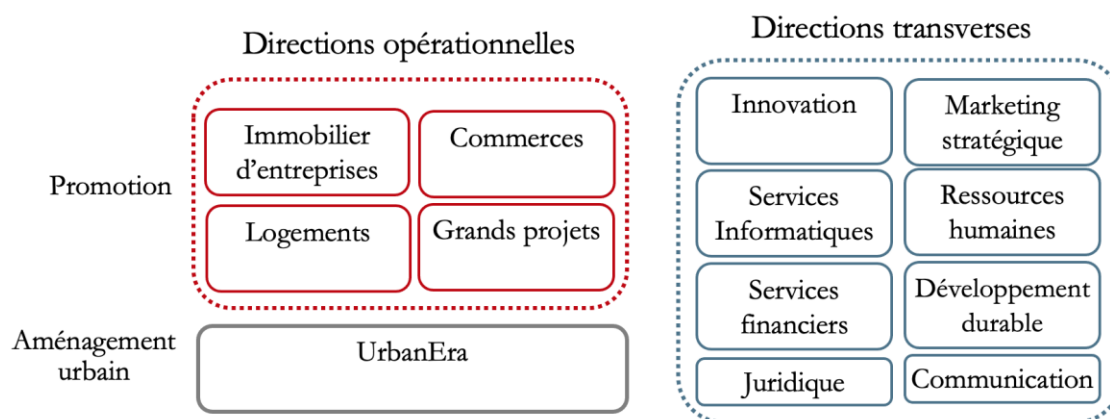 Directions opérationnelles
Promotion
Immobilier
d’entreprises
Commerces
Logements
Grands projets
Aménagement
urbain
UrbanEra
Directions transverses
Innovation
Marketing
stratégique
Services
Informatiques
Ressources
humaines
Services
financiers
Développement
durable
Juridique
Communication